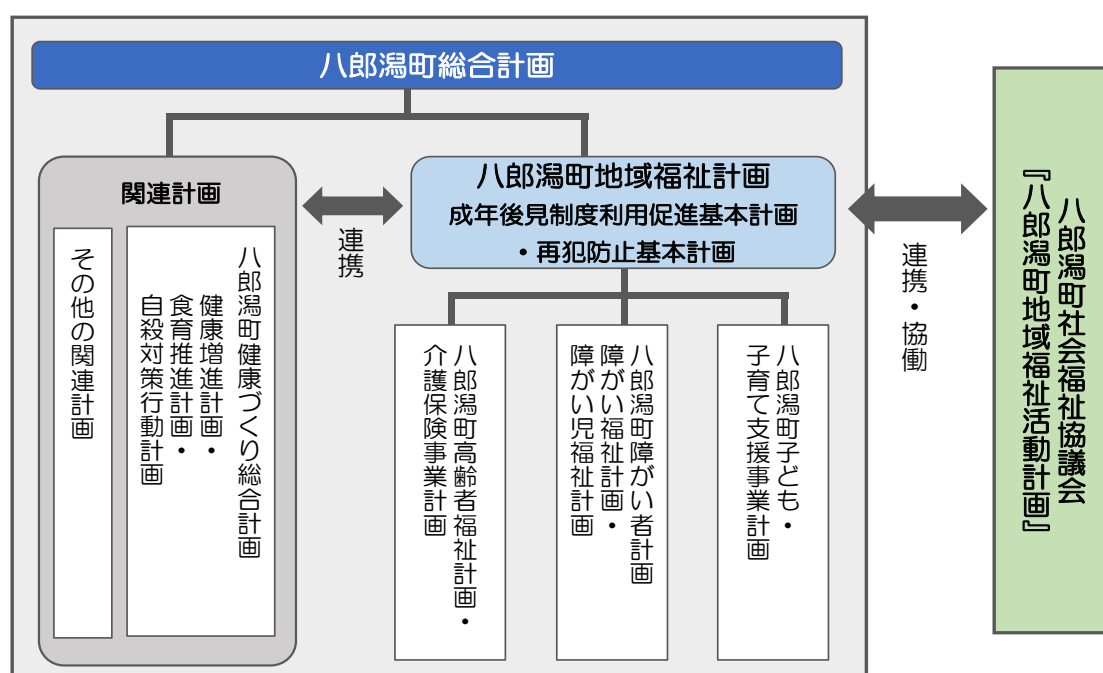 八郎潟町総合計画
関連計画
八郎潟町健康づくり総合計画
健康増進計画・
食育推進計画・
自殺対策行動計画
その他の関連計画
連携
八郎潟町地域福祉計画
成年後見制度利用促進基本計画
・再犯防止基本計画
八郎潟町高齢者福祉計画・
介護保険事業計画
八郎潟町障がい者計画
障がい福祉計画・
障がい児福祉計画
八郎潟町子ども・
子育て支援事業計画
連携・協働
八郎潟町社会福祉協議会
『八郎潟町地域福祉活動計画』